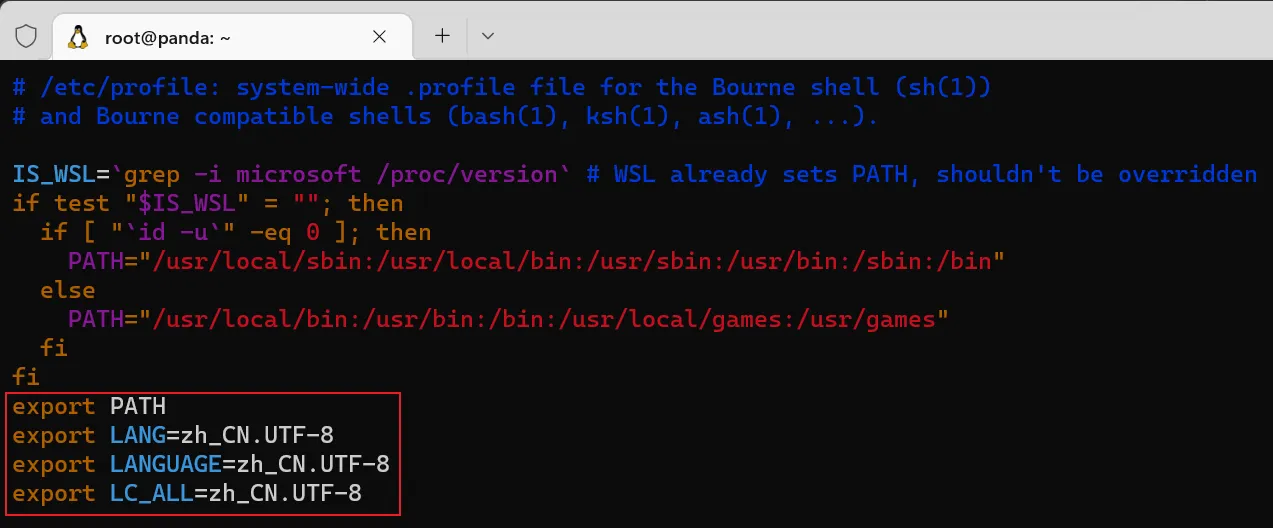 root@panda: ~
# /etc/profile: system-wide .profile file for the Bourne shell (sh(1))
# and Bourne compatible shells (bash(1), ksh(1), ash(1), ...).
IS_WSL=`grep -i microsoft /proc/version` # WSL already sets PATH, shouldn't be overridden
if test "$IS_WSL" = ""; then
  if [ "`id -u`" -eq 0 ]; then
    PATH="/usr/local/sbin:/usr/local/bin:/usr/sbin:/usr/bin:/sbin:/bin"
  else
    PATH="/usr/local/bin:/usr/bin:/bin:/usr/local/games:/usr/games"
  fi
fi
export PATH
export LANG=zh_CN.UTF-8
export LANGUAGE=zh_CN.UTF-8
export LC_ALL=zh_CN.UTF-8